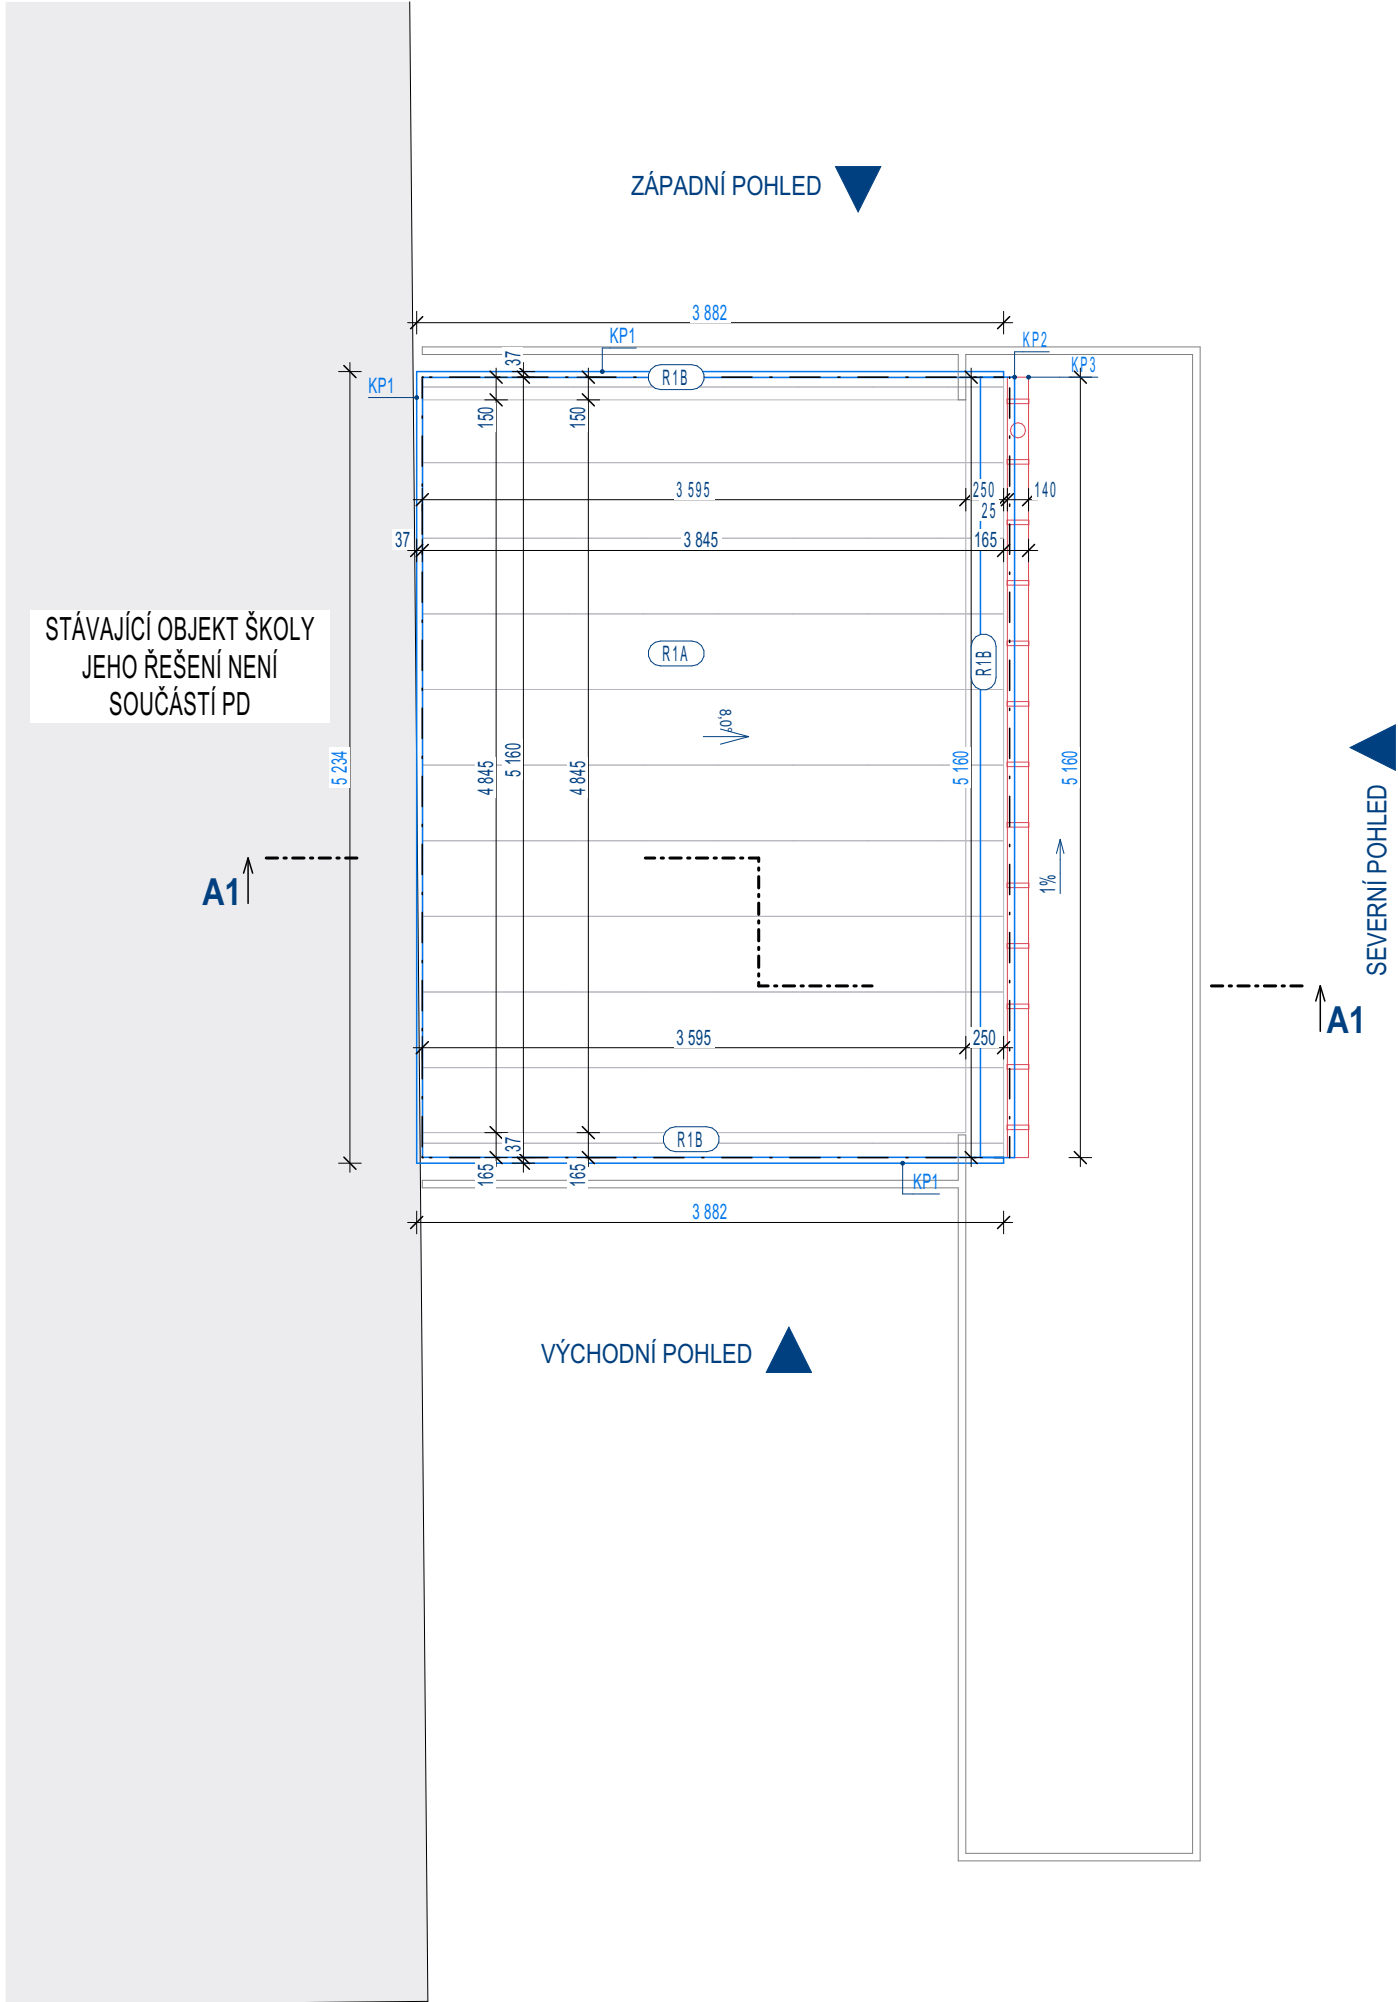 ZÁPADNÍ POHLED
3 882
KP1
KP2
37
R1B
KP3
KP1
150
150
3 595
250
140
25
37
3 845
165
STÁVAJÍCÍ OBJEKT ŠKOLY
JEHO ŘEŠENÍ NENÍ
SOUČÁSTÍ PD
R1A
R1B
8,0°
5 234
4 845
5 160
4 845
5 160
5 160
SEVERNÍ POHLED
A1
1%
A1
3 595
250
37
R1B
165
165
KP1
3 882
VÝCHODNÍ POHLED